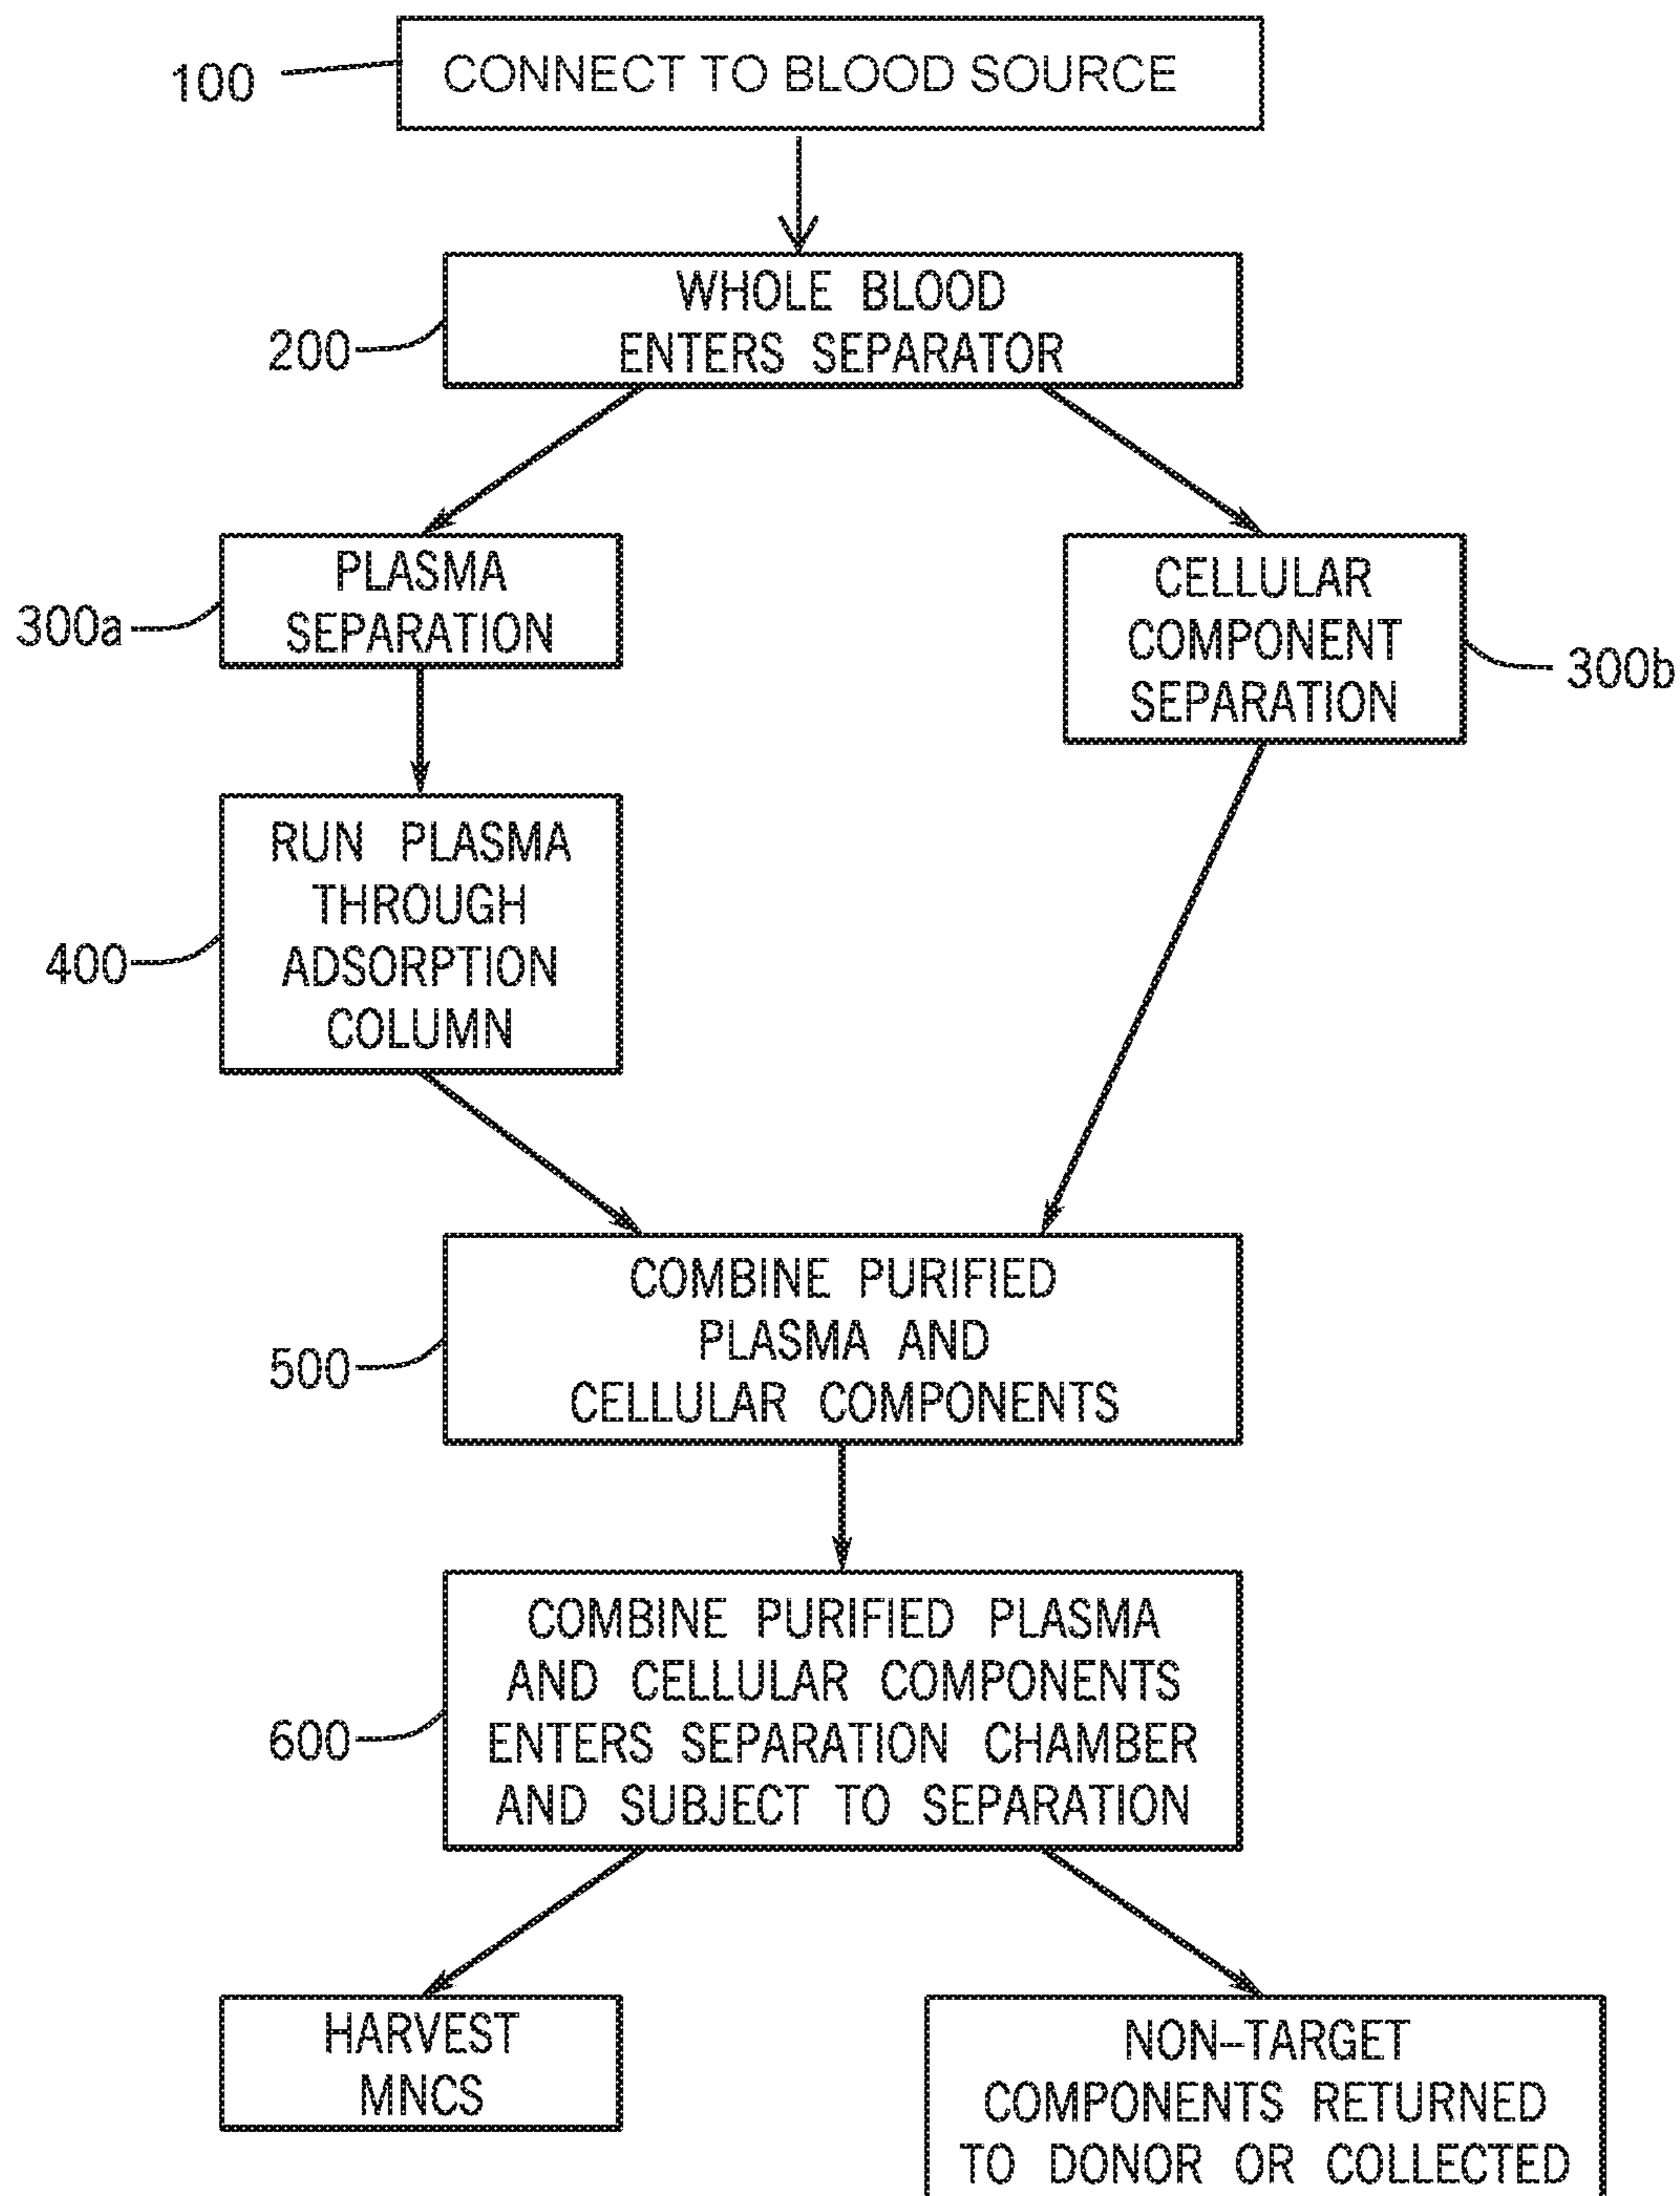 100
CONNECT TO BLOOD SOURCE
200
WHOLE BLOOD
ENTERS SEPARATOR
300a
PLASMA
SEPARATION
CELLULAR
COMPONENT
SEPARATION
300b
400
RUN PLASMA
THROUGH
ADSORPTION
COLUMN
500
COMBINE PURIFIED
PLASMA AND
CELLULAR COMPONENTS
600
COMBINE PURIFIED PLASMA
AND CELLULAR COMPONENTS
ENTERS SEPARATION CHAMBER
AND SUBJECT TO SEPARATION
HARVEST
MNCS
NON-TARGET
COMPONENTS RETURNED
TO DONOR OR COLLECTED